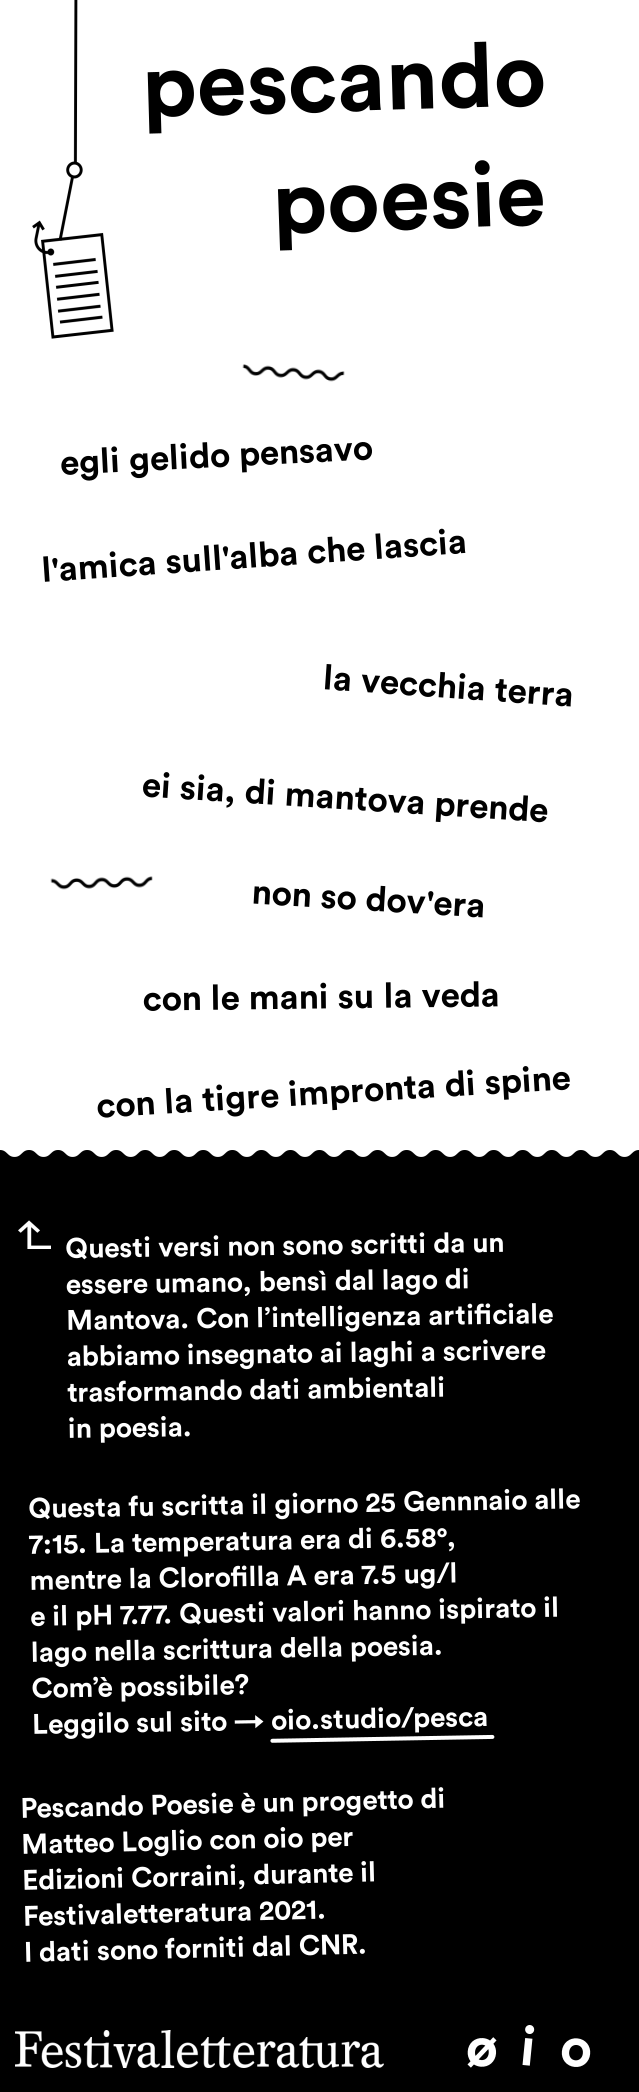 pescando
poesie
egli gelido pensavo
l'amica sull'alba che lascia
la vecchia terra
ei sia, di mantova prende
non so dov'era
con le mani su la veda
con la tigre impronta di spine
Questi versi non sono scritti da un
essere umano, bensì dal lago di
Mantova. Con l’intelligenza artificiale
abbiamo insegnato ai laghi a scrivere
trasformando dati ambientali
in poesia.
Questa fu scritta il giorno 25 Gennnaio alle
7:15. La temperatura era di 6.58°,
mentre la Clorofilla A era 7.5 ug/l
e il pH 7.77. Questi valori hanno ispirato il
lago nella scrittura della poesia.
Com’è possibile?
Leggilo sul sito → oio.studio/pesca
Pescando Poesie è un progetto di
Matteo Loglio con oio per
Edizioni Corraini, durante il
Festivaletteratura 2021.
I dati sono forniti dal CNR.
Festivaletteratura ø i o